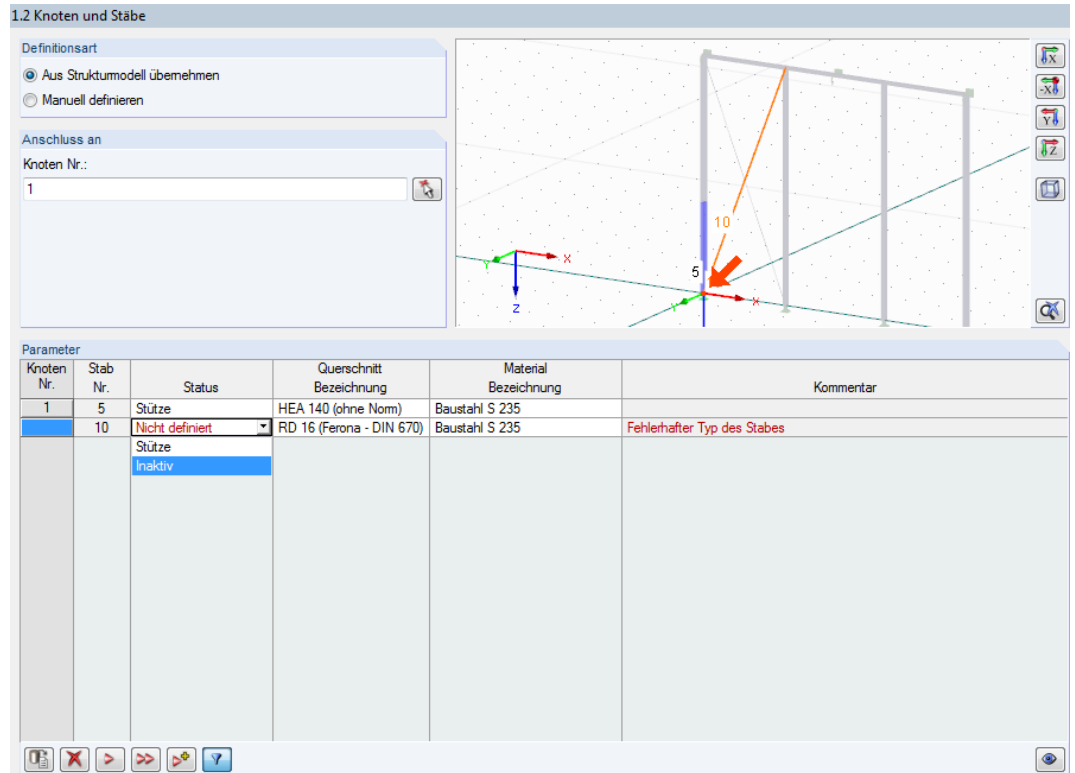 1.2 Knoten und Stäbe
Definitionsart
Aus Strukturmodell übernehmen
Manuell definieren
Anschluss an
Knoten Nr.:
1
10
5
X
Y
Z
X
Y
X
-X
Y
Z
Parameter
Knoten Nr.
Stab Nr.
Status
Querschnitt Bezeichnung
Material Bezeichnung
Kommentar
1 5 Stütze HEA 140 (ohne Norm) Baustahl S 235
10 Nicht definiert RD 16 (Ferona - DIN 670) Baustahl S 235 Fehlerhafter Typ des Stabes
Stütze
Inaktiv